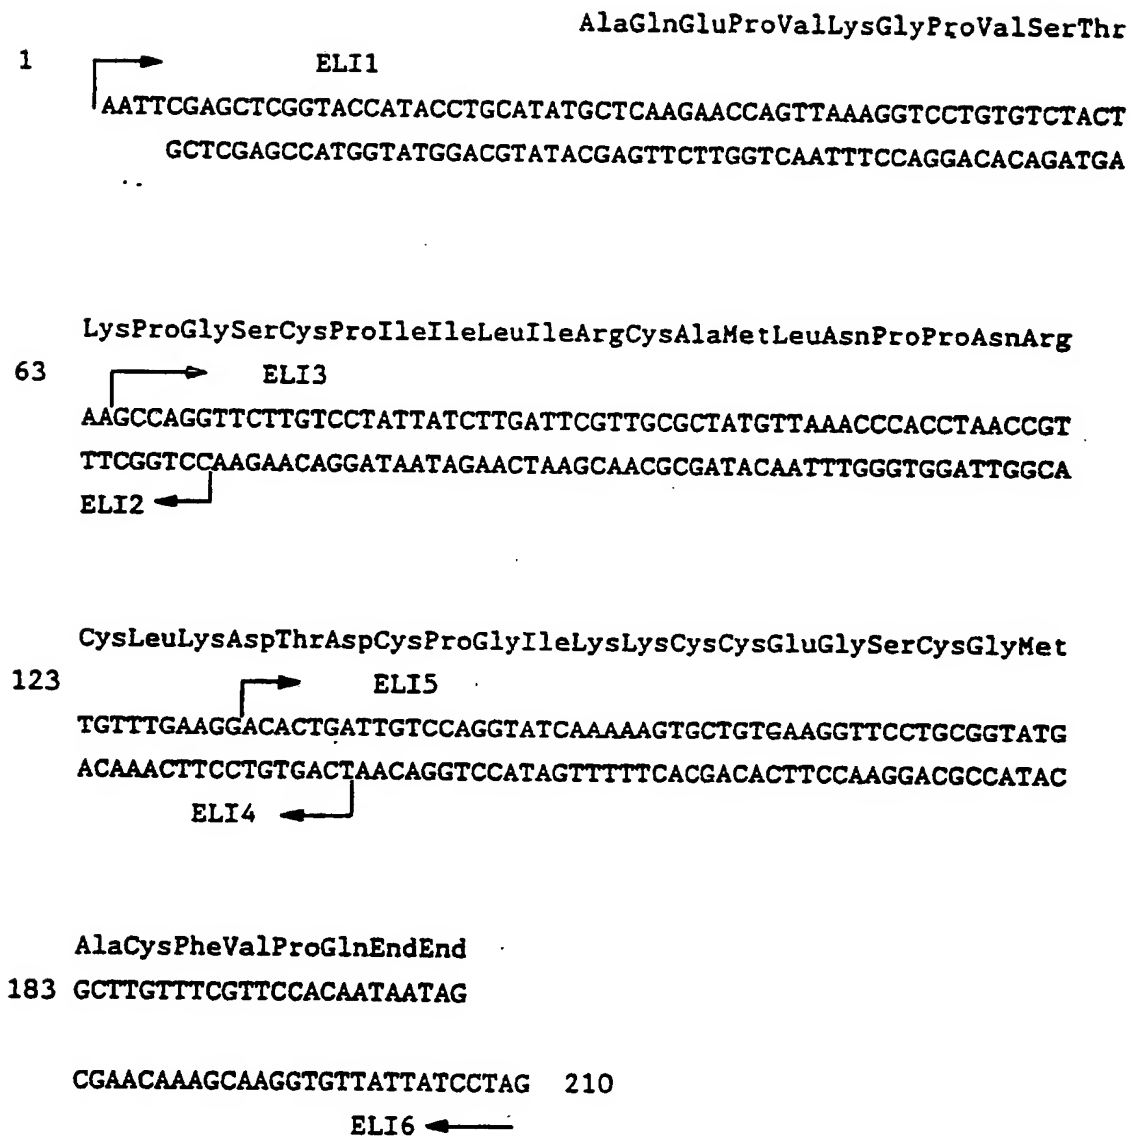 AlaGlnGluProValLysGlyProValSerThr
1 ELI1
AATTCGAGCTCGGTACCATACCTGCATATGCTCAAGAACCAGTTAAAGGTCCTGTGTCTACT
GCTCGAGCCATGGTATGGACGTATACGAGTTCTTGGTCAATTTCCAGGACACAGATGA
LysProGlySerCysProIleIleLeuIleArgCysAlaMetLeuAsnProProAsnArg
63 ELI3
AAGCCAGGTTCTTGTCCTATTATCTTGATTCGTTGCGCTATGTTAAACCCACCTAACCGT
TTCGGTCCAAGAACAGGATAATAGAACTAAGCAACGCGATACAATTTGGGTGGATTGGCA
ELI2
CysLeuLysAspThrAspCysProGlyIleLysLysCysCysGluGlySerCysGlyMet
123 ELI5
TGTTTGAAGGACACTGATTGTCCAGGTATCAAAAAGTGCTGTGAAGGTTCCTGCGGTATG
ACAAACTTCCTGTGACTAACAGGTCCATAGTTTTTCACGACACTTCCAAGGACGCCATAC
ELI4
AlaCysPheValProGlnEndEnd
183 GCTTGTTTCGTTCCACAATAATAG
CGAACAAAGCAAGGTGTTATTATCCTAG 210
ELI6